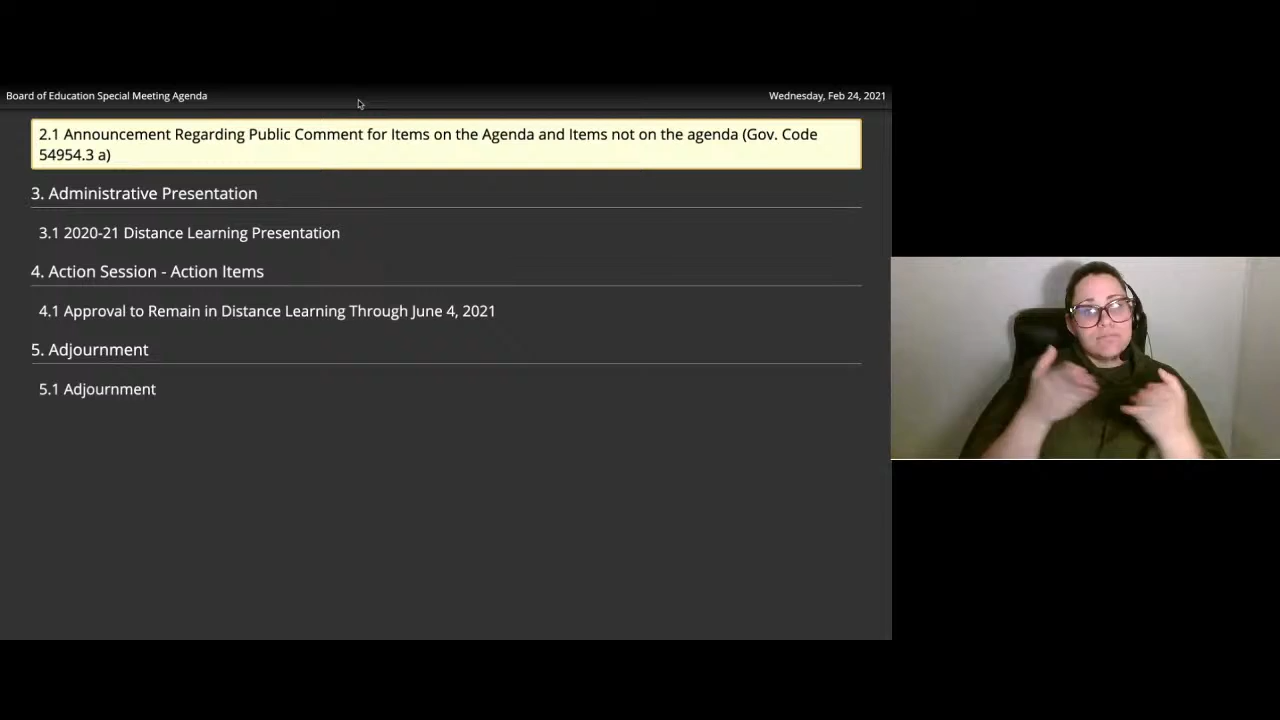 Board of Education Special Meeting Agenda
Wednesday, Feb 24, 2021
2.1 Announcement Regarding Public Comment for Items on the Agenda and Items not on the agenda (Gov. Code
54954.3 a)
3. Administrative Presentation
3.1 2020-21 Distance Learning Presentation
4. Action Session - Action Items
4.1 Approval to Remain in Distance Learning Through June 4, 2021
5. Adjournment
5.1 Adjournment